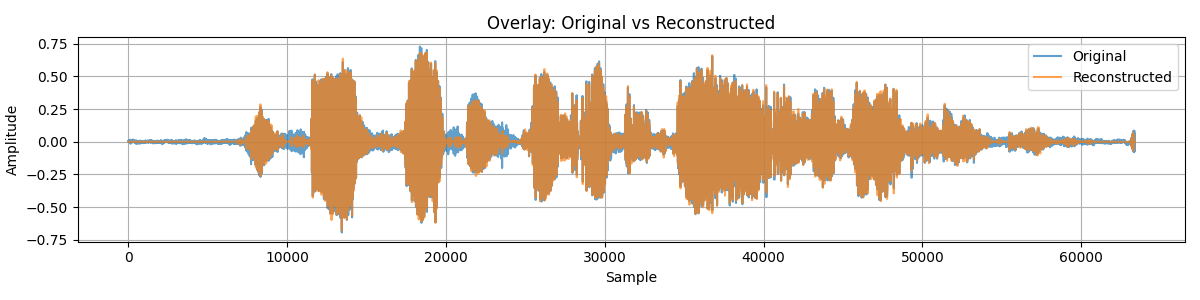 Overlay: Original vs Reconstructed
Original
Reconstructed
Amplitude
0.75
0.50
0.25
0.00
−0.25
−0.50
−0.75
0 10000 20000 30000 40000 50000 60000
Sample